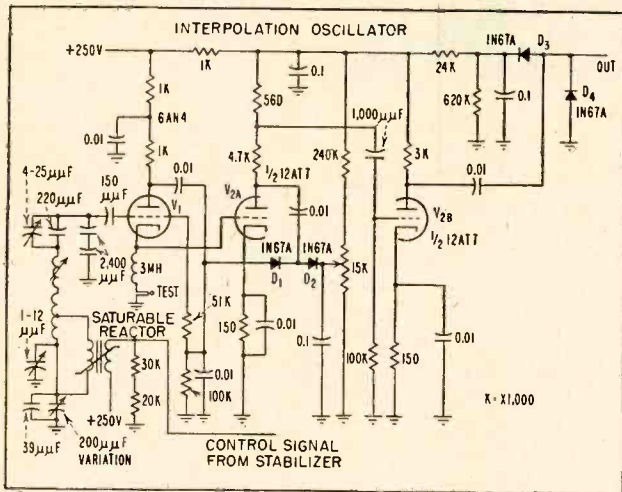 INTERPOLATION OSCILLATOR
+250V
1K
1K
6AN4
0.01
1K
0.1
56D
4.7K
1/2 12AT7
1,000μμF
240K
24K
1N67A
D3
OUT
620K
0.1
D4
1N67A
3K
0.01
4-25μμF
220μμF
150
μμF
0.01
V1
V2A
0.01
V2B
1/2 12AT7
2,400
μμF
3MH
TEST
1N67A
D1
1N67A
D2
15K
51K
1-12
μμF
SATURABLE
REACTOR
30K
20K
0.01
100K
150
0.01
0.1
100K
150
0.01
+250V
39μμF
200μμF
VARIATION
CONTROL SIGNAL
FROM STABILIZER
K = X1,000